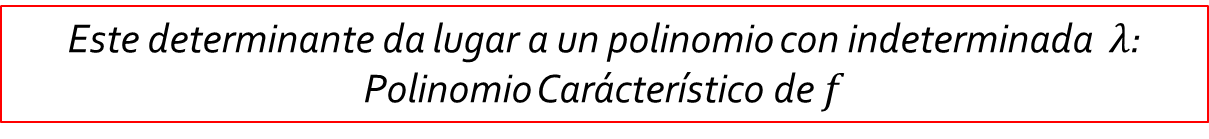 Este determinante da lugar a un polinomio con indeterminada λ:
Polinomio Carácterístico de f